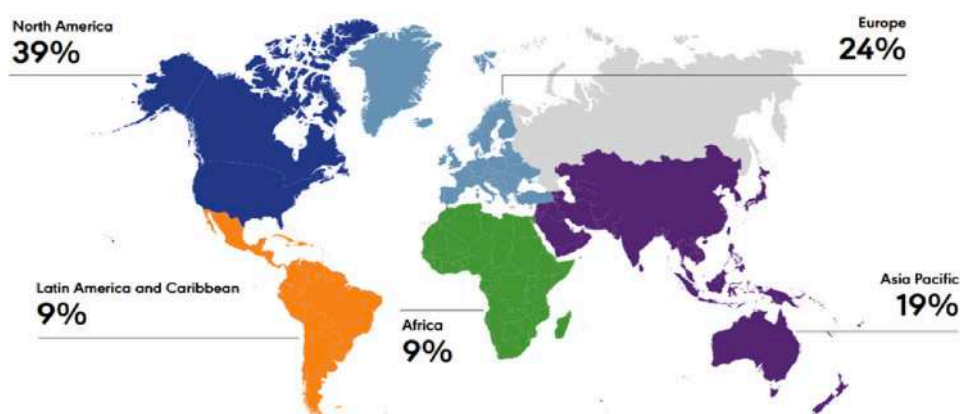 North America
39%
Europe
24%
Latin America and Caribbean
9%
Africa
9%
Asia Pacific
19%